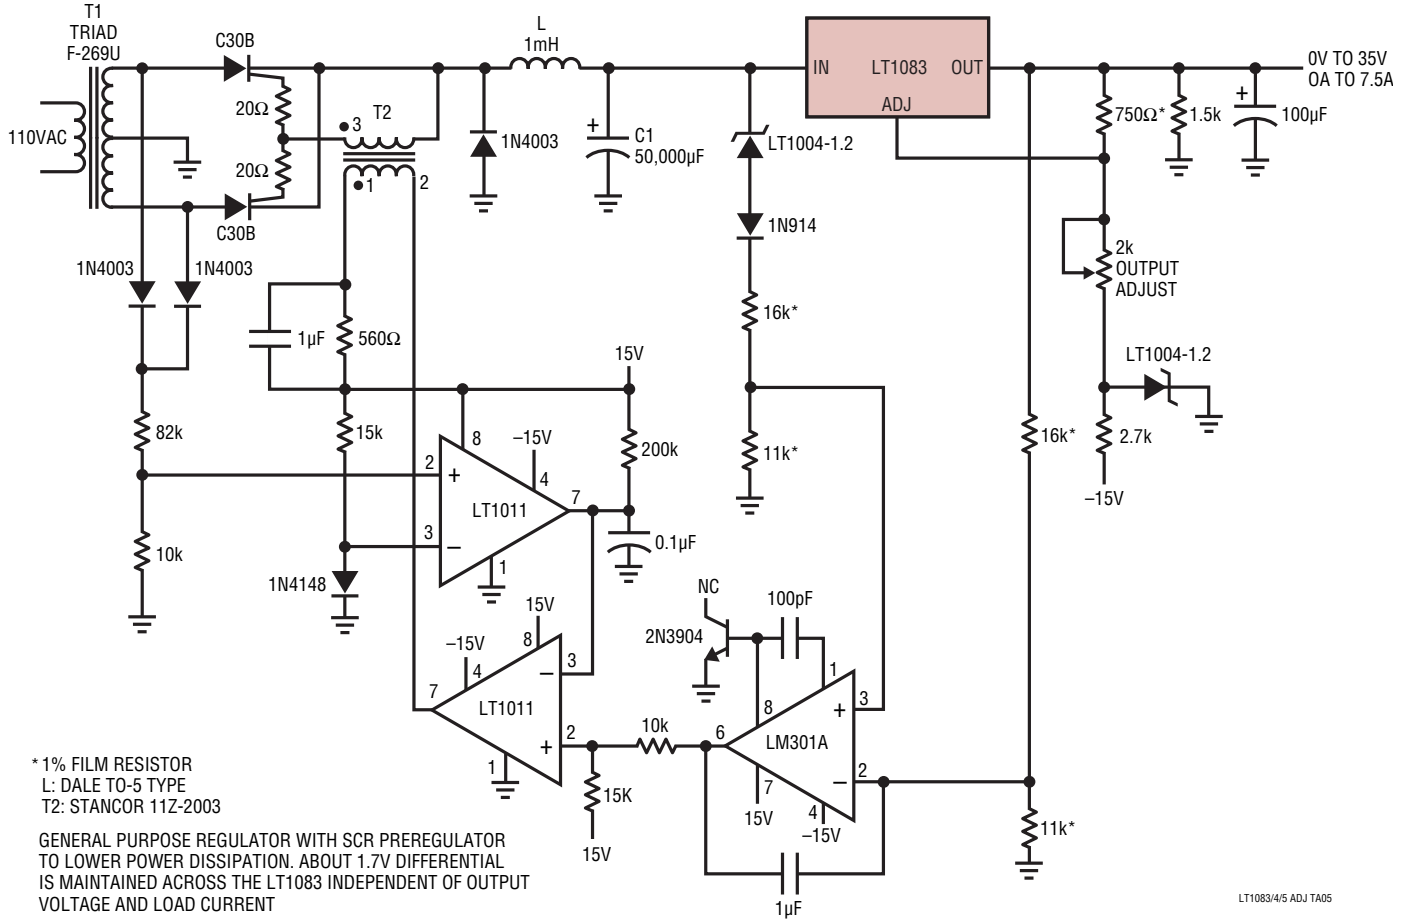 T1
TRIAD
F-269U
C30B
L
1mH
IN
LT1083
OUT
ADJ
0V TO 35V
OA TO 7.5A
110VAC
20Ω
T2
3
20Ω
1
2
C30B
1N4003
+
C1
50,000µF
LT1004-1.2
750Ω*
1.5k
+
100µF
1N914
1N4003
1N4003
2k
OUTPUT
ADJUST
16k*
1µF
560Ω
15V
LT1004-1.2
82k
15k
8
–15V
4
200k
11k*
16k*
2.7k
–15V
2
+
LT1011
7
3
–
1
0.1µF
10k
1N4148
NC
100pF
15V
8
–15V
4
2N3904
3
–
7
LT1011
1
8
+
3
10k
6
LM301A
2
+
2
–
1
7
15V
4
–15V
15K
15V
11k*
1µF
* 1% FILM RESISTOR
L: DALE TO-5 TYPE
T2: STANCOR 11Z-2003
GENERAL PURPOSE REGULATOR WITH SCR PREREGULATOR
TO LOWER POWER DISSIPATION. ABOUT 1.7V DIFFERENTIAL
IS MAINTAINED ACROSS THE LT1083 INDEPENDENT OF OUTPUT
VOLTAGE AND LOAD CURRENT
LT1083/4/5 ADJ TA05